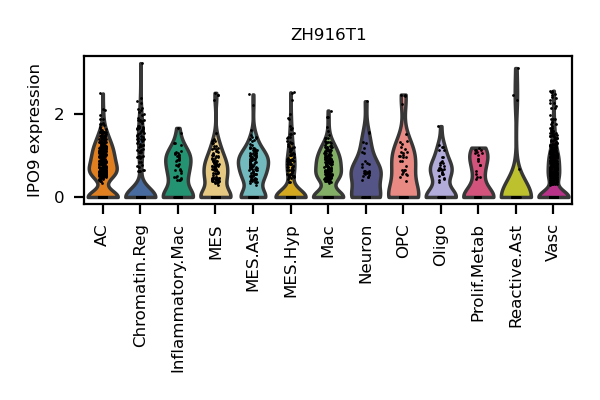 ZH916T1
IPO9 expression
2
0
AC
Chromatin.Reg
Inflammatory.Mac
MES
MES.Ast
MES.Hyp
Mac
Neuron
OPC
Oligo
Prolif.Metab
Reactive.Ast
Vasc